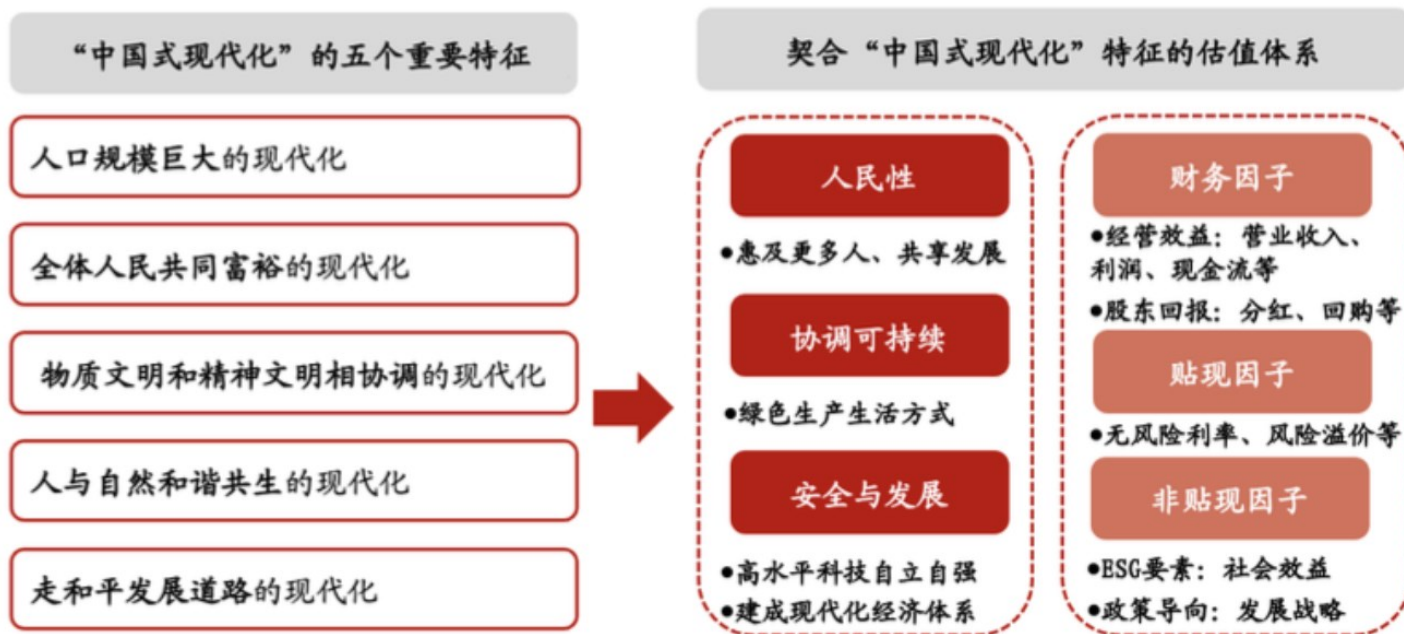 “中国式现代化”的五个重要特征
人口规模巨大的现代化
全体人民共同富裕的现代化
物质文明和精神文明相协调的现代化
人与自然和谐共生的现代化
走和平发展道路的现代化
契合“中国式现代化”特征的估值体系
人民性
●惠及更多人、共享发展
协调可持续
●绿色生产生活方式
安全与发展
●高水平科技自立自强
●建成现代化经济体系
财务因子
●经营效益：营业收入、
利润、现金流等
●股东回报：分红、回购等
贴现因子
●无风险利率、风险溢价等
非贴现因子
●ESG要素：社会效益
●政策导向：发展战略